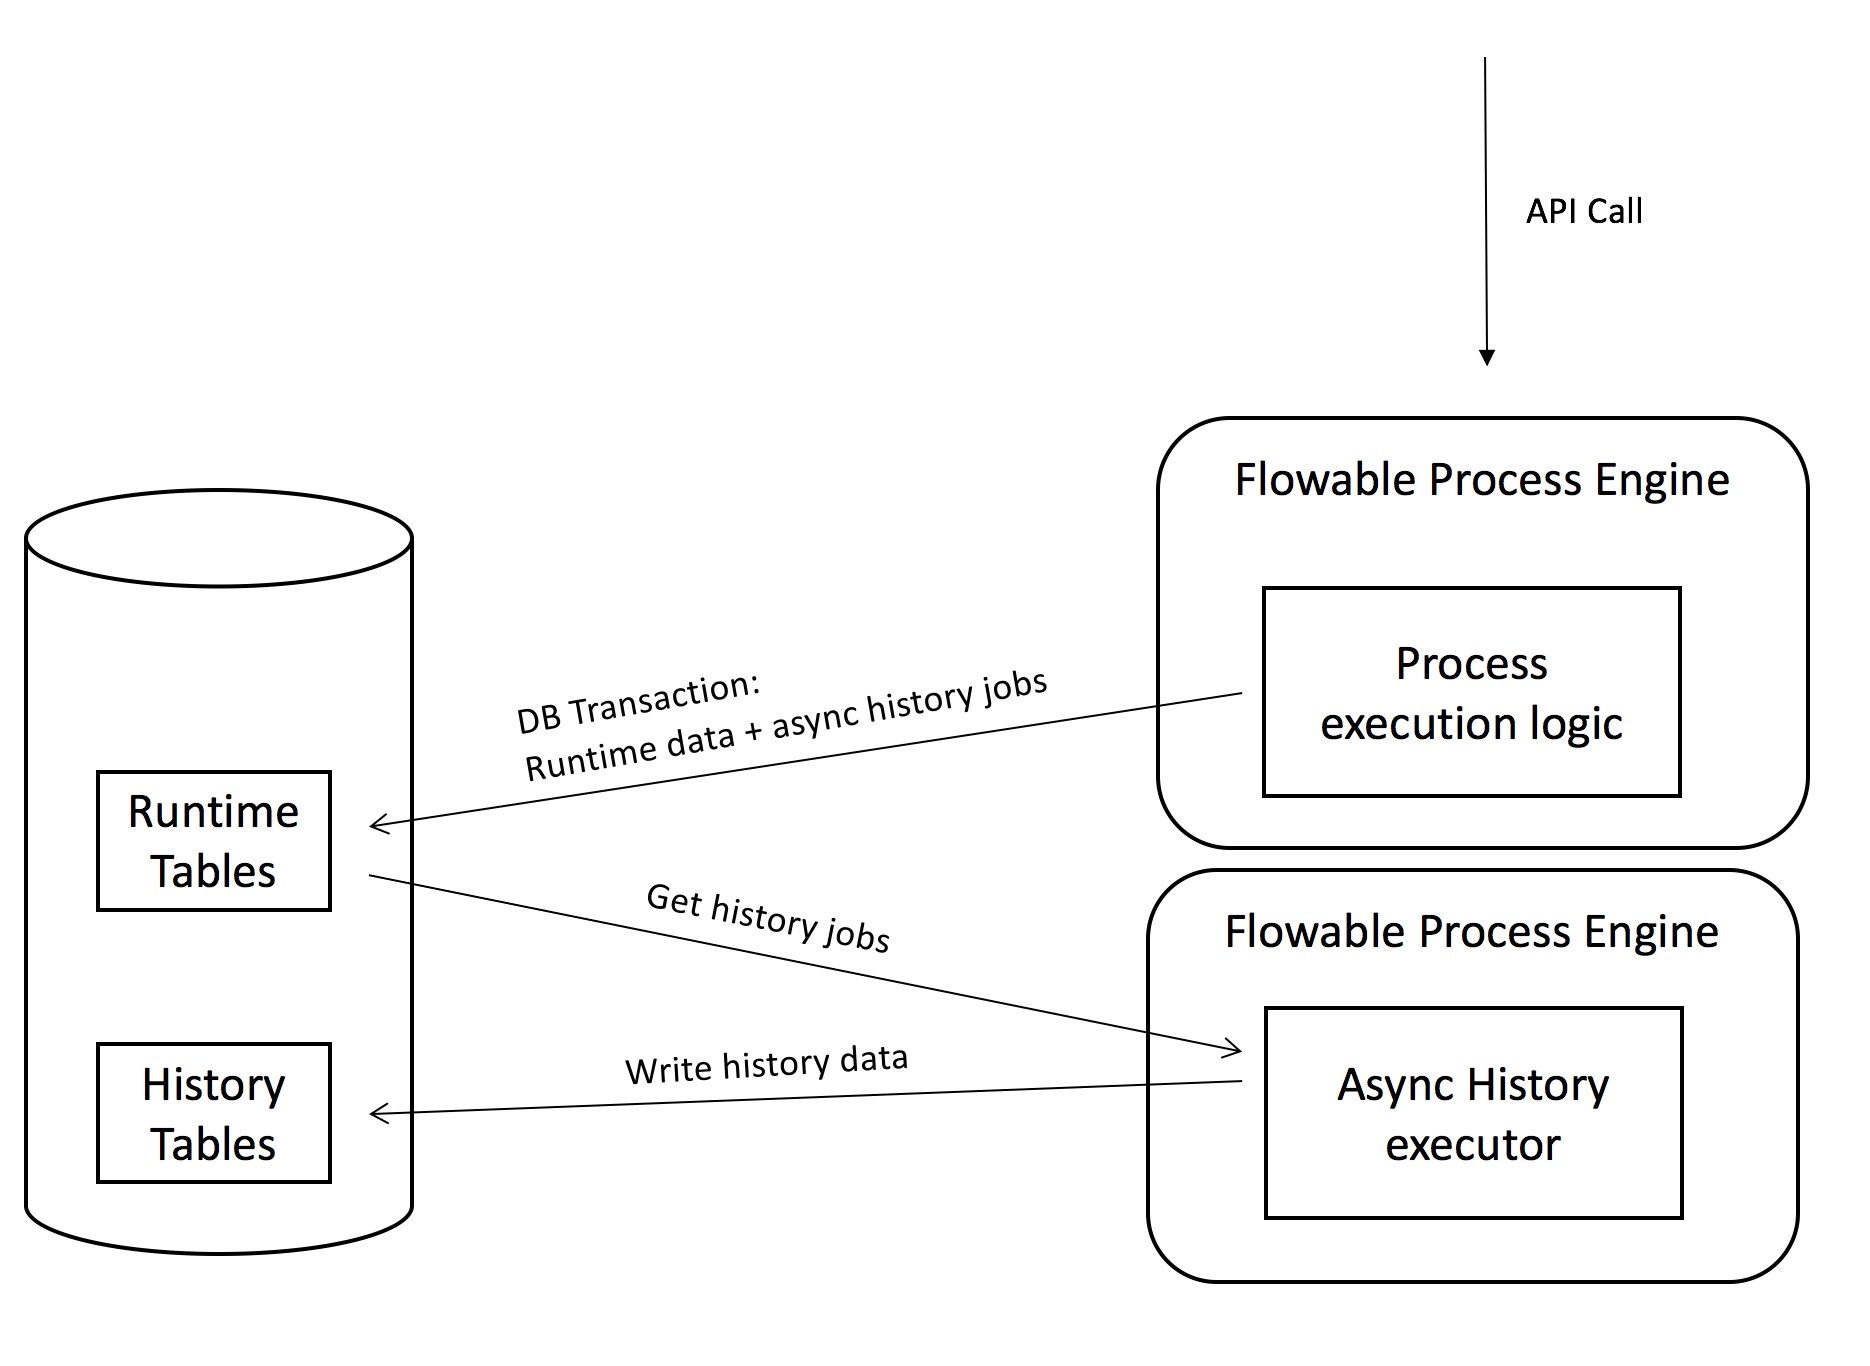 API Call
Flowable Process Engine
Process
execution logic
DB Transaction:
Runtime data + async history jobs
Runtime
Tables
Get history jobs
Flowable Process Engine
Write history data
Async History
executor
History
Tables